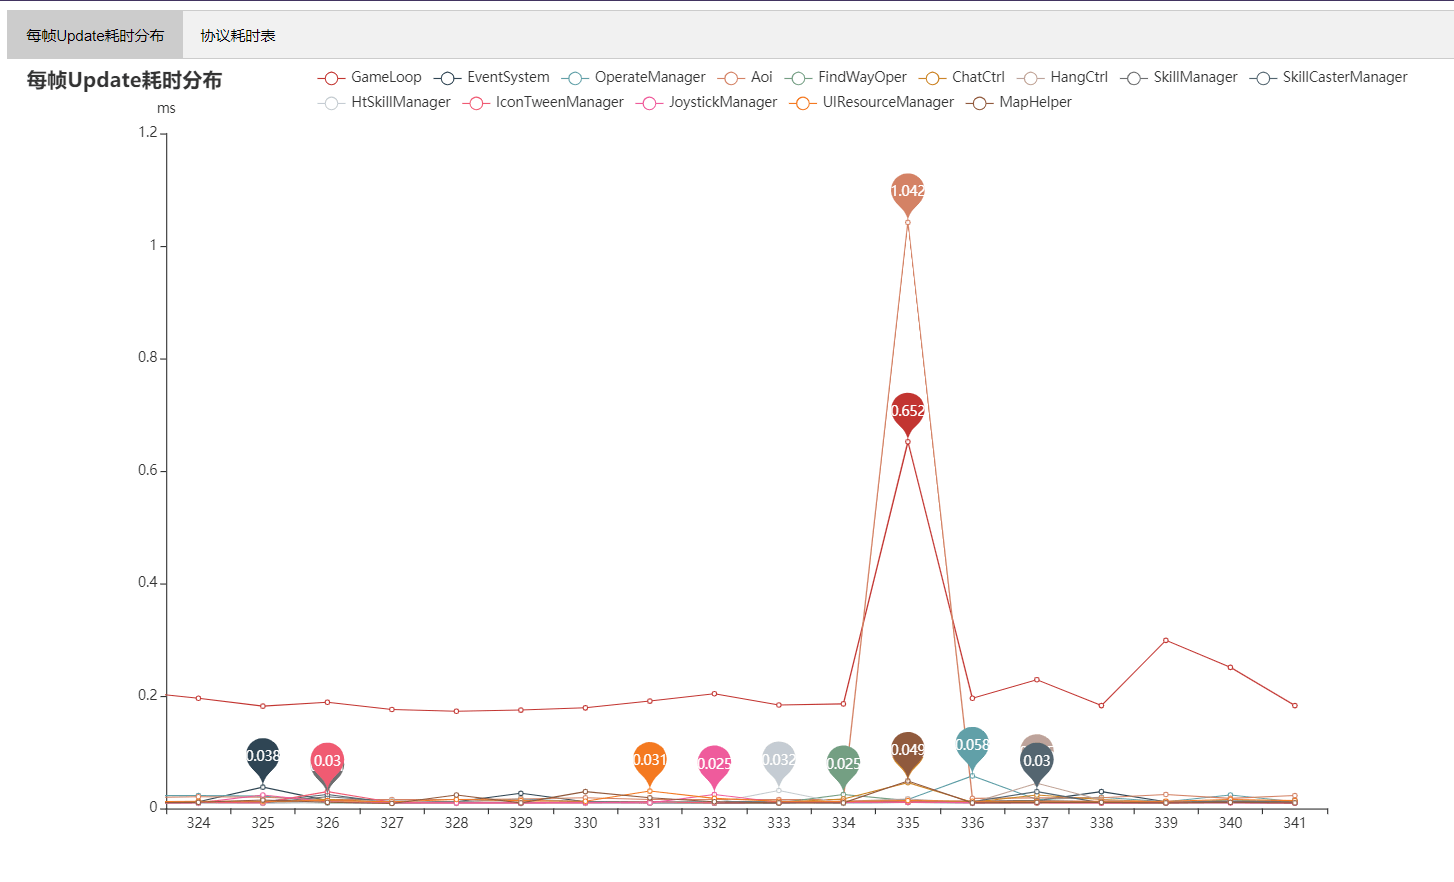 每帧Update耗时分布 协议耗时表
每帧Update耗时分布
GameLoop EventSystem OperateManager Aoi FindWayOper ChatCtrl HangCtrl SkillManager SkillCasterManager
HtSkillManager IconTweenManager JoystickManager UIResourceManager MapHelper
ms
1.2
1.042
1
0.8
0.652
0.6
0.4
0.2
0.038 0.03 0.031 0.025 0.032 0.025 0.049 0.058 0.03
0
324 325 326 327 328 329 330 331 332 333 334 335 336 337 338 339 340 341